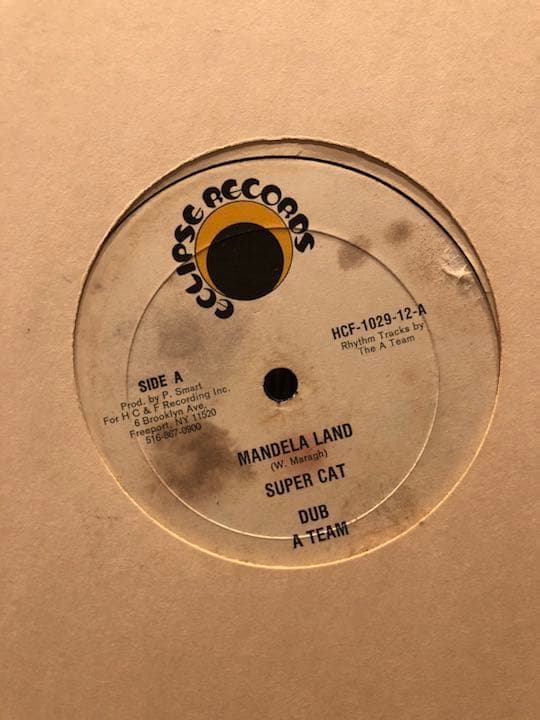 ECLIPSE RECORDS
HCF-1029-12-A
Rhythm Tracks by
The A Team
SIDE A
Prod. by P. Smart
For H C & F Recording Inc.
6 Brooklyn Ave.
Freeport, NY 11520
516-867-0900
MANDELA LAND
(W. Maragh)
SUPER CAT
DUB
A TEAM